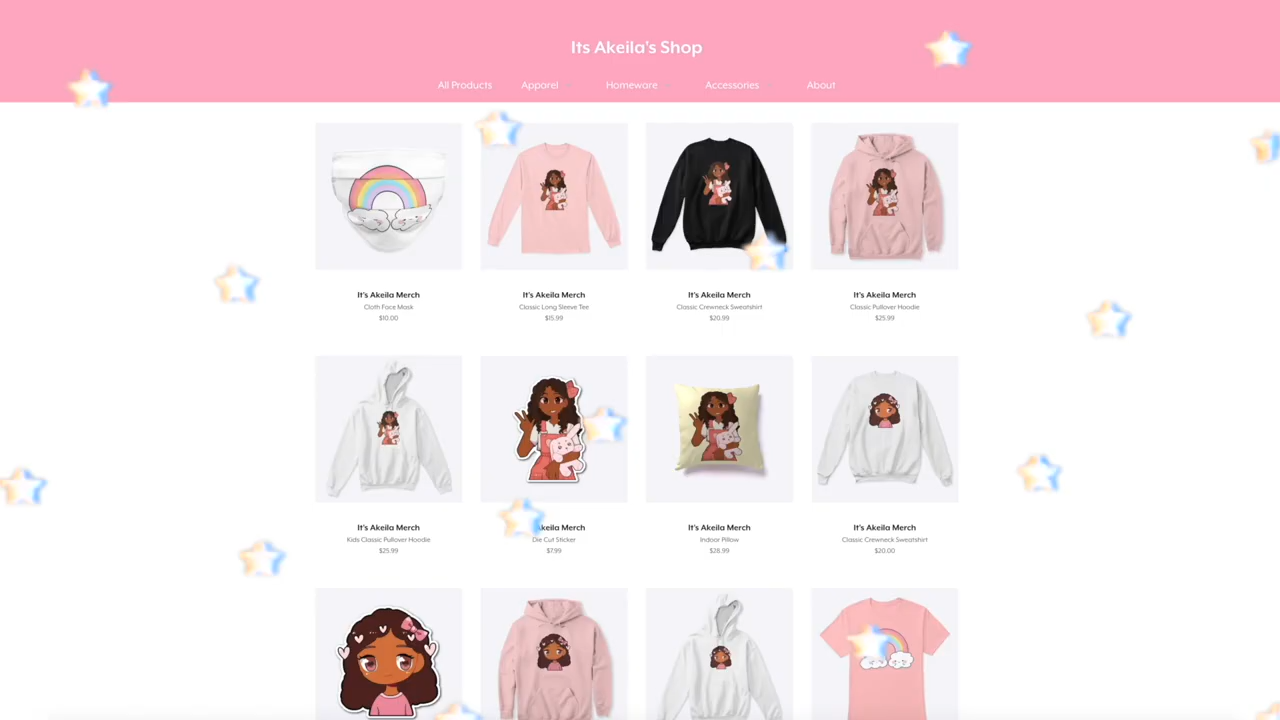 Its Akeila's Shop
All Products Apparel Homeware Accessories About
It's Akeila Merch
Cloth Face Mask
$10.00
It's Akeila Merch
Classic Long Sleeve Tee
$15.99
It's Akeila Merch
Classic Crewneck Sweatshirt
$20.99
It's Akeila Merch
Classic Pullover Hoodie
$25.99
It's Akeila Merch
Kids Classic Pullover Hoodie
$25.99
Akeila Merch
Die Cut Sticker
$7.99
It's Akeila Merch
Indoor Pillow
$28.99
It's Akeila Merch
Classic Crewneck Sweatshirt
$20.00